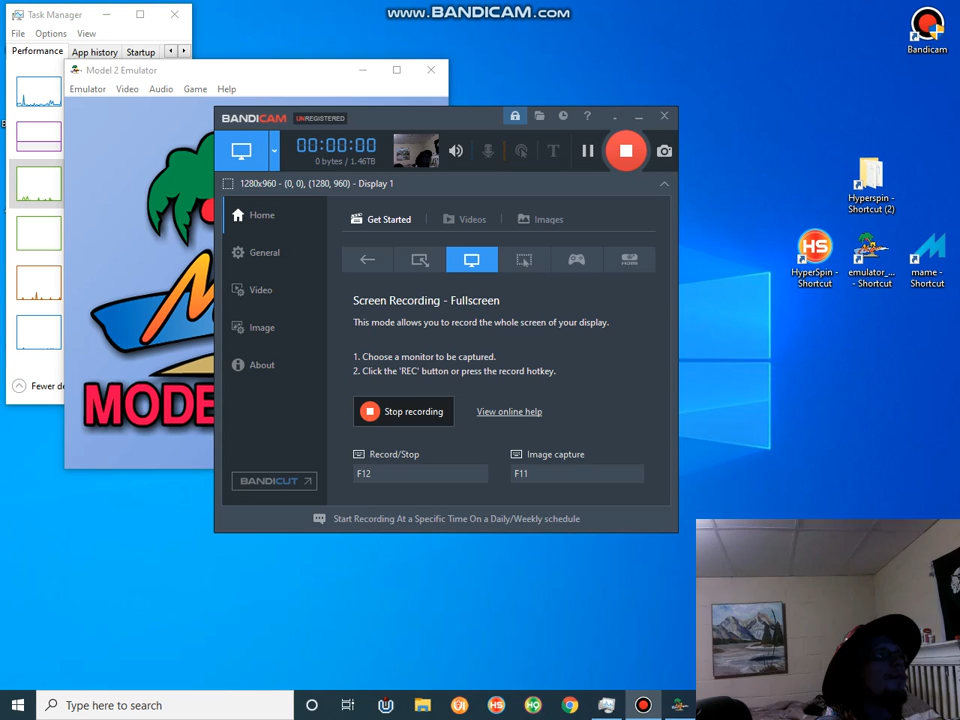 www.BANDICAM.com
Task Manager
File Options View
Performance App history Startup
Fewer de
Model 2 Emulator
Emulator Video Audio Game Help
MODE
BANDICAM UNREGISTERED
00:00:00
0 bytes / 1.46TB
1280x960 - (0, 0), (1280, 960) - Display 1
Home
General
Video
Image
About
BANDICUT
Get Started
Videos
Images
Screen Recording - Fullscreen
This mode allows you to record the whole screen of your display.
1. Choose a monitor to be captured.
2. Click the 'REC' button or press the record hotkey.
Stop recording
View online help
Record/Stop
F12
Image capture
F11
Start Recording At a Specific Time On a Daily/Weekly schedule
Bandicam
Hyperspin -
Shortcut (2)
HS
HyperSpin -
Shortcut
emulator_...
- Shortcut
mame -
Shortcut
Type here to search
HS
HQ